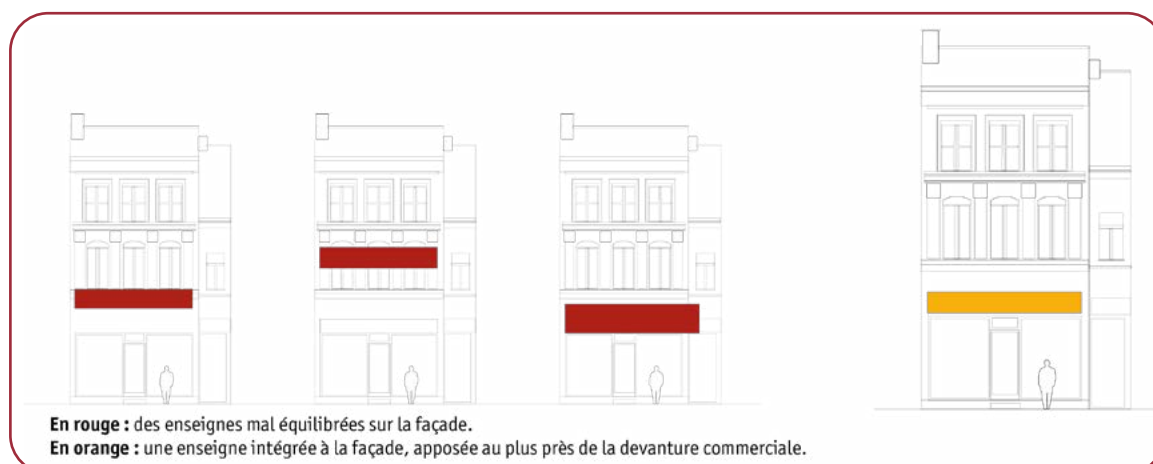 En rouge : des enseignes mal équilibrées sur la façade.
En orange : une enseigne intégrée à la façade, apposée au plus près de la devanture commerciale.